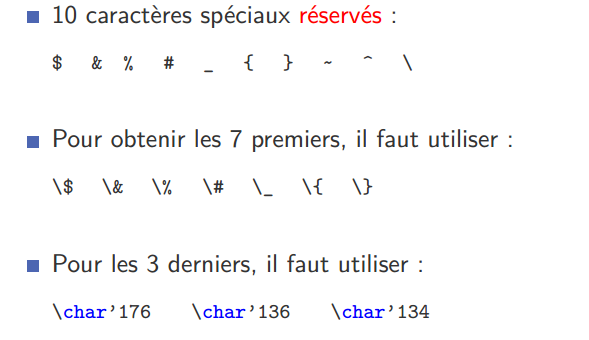 10 caractères spéciaux réservés :
$ & % # _ { } ~ ^ \
Pour obtenir les 7 premiers, il faut utiliser :
\$ \& \% \# \_ \{ \}
Pour les 3 derniers, il faut utiliser :
\char'176 \char'136 \char'134